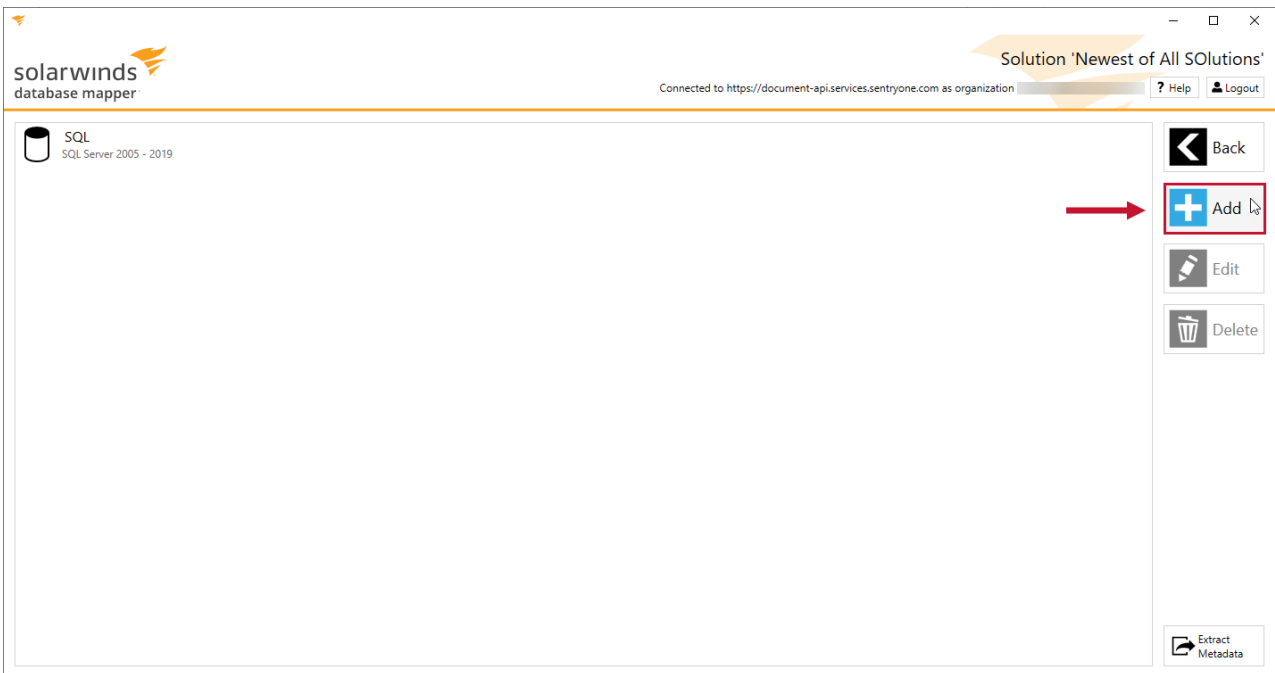 solarwinds
database mapper
Solution 'Newest of All SOlutions'
Connected to https://document-api.services.sentryone.com as organization
? Help
Logout
SQL
SQL Server 2005 - 2019
Back
Add
Edit
Delete
Extract
Metadata